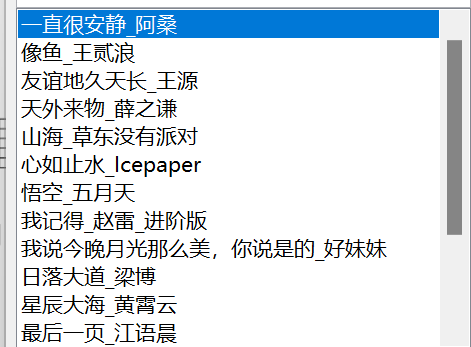 一直很安静_阿桑
像鱼_王贰浪
友谊地久天长_王源
天外来物_薛之谦
山海_草东没有派对
心如止水_Icepaper
悟空_五月天
我记得_赵雷_进阶版
我说今晚月光那么美，你说是的_好妹妹
日落大道_梁博
星辰大海_黄霄云
最后一页_江语晨